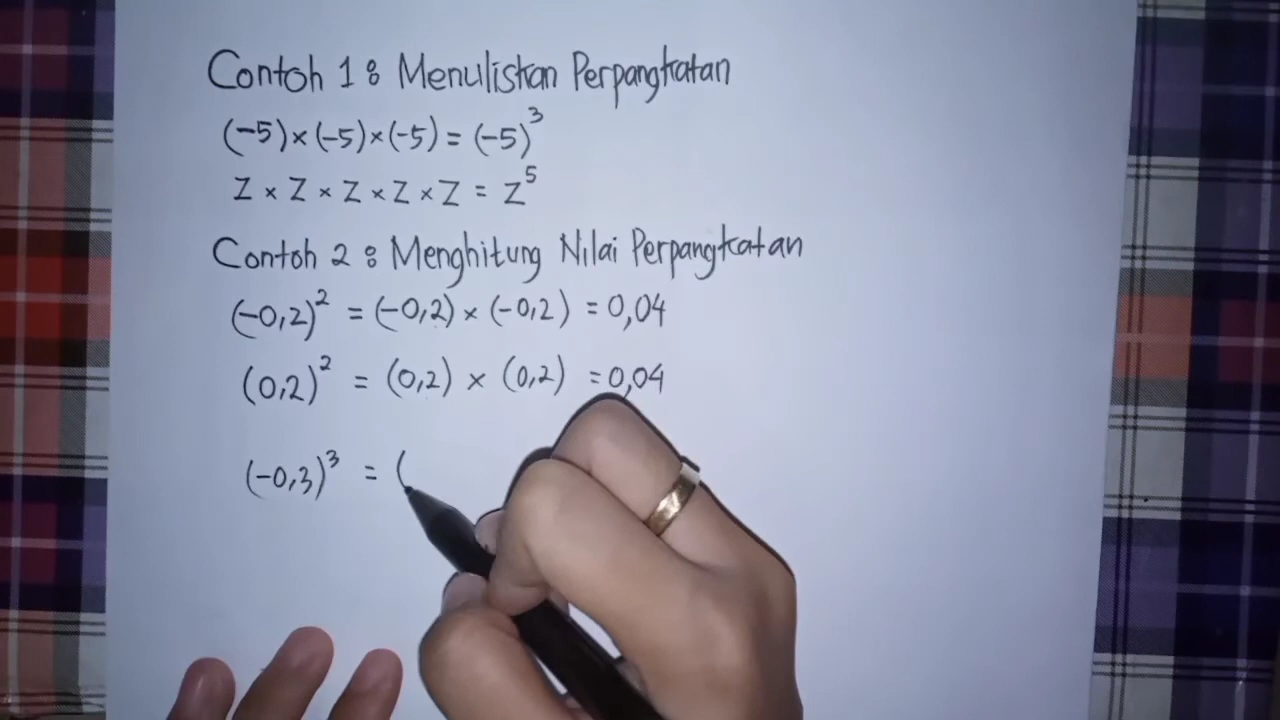 Contoh 1 : Menuliskan Perpangkatan
(-5)×(-5)×(-5) = (-5)³
Z × Z × Z × Z × Z = Z⁵
Contoh 2 : Menghitung Nilai Perpangkatan
(-0,2)² = (-0,2) × (-0,2) = 0,04
(0,2)² = (0,2) × (0,2) = 0,04
(-0,3)³ = (